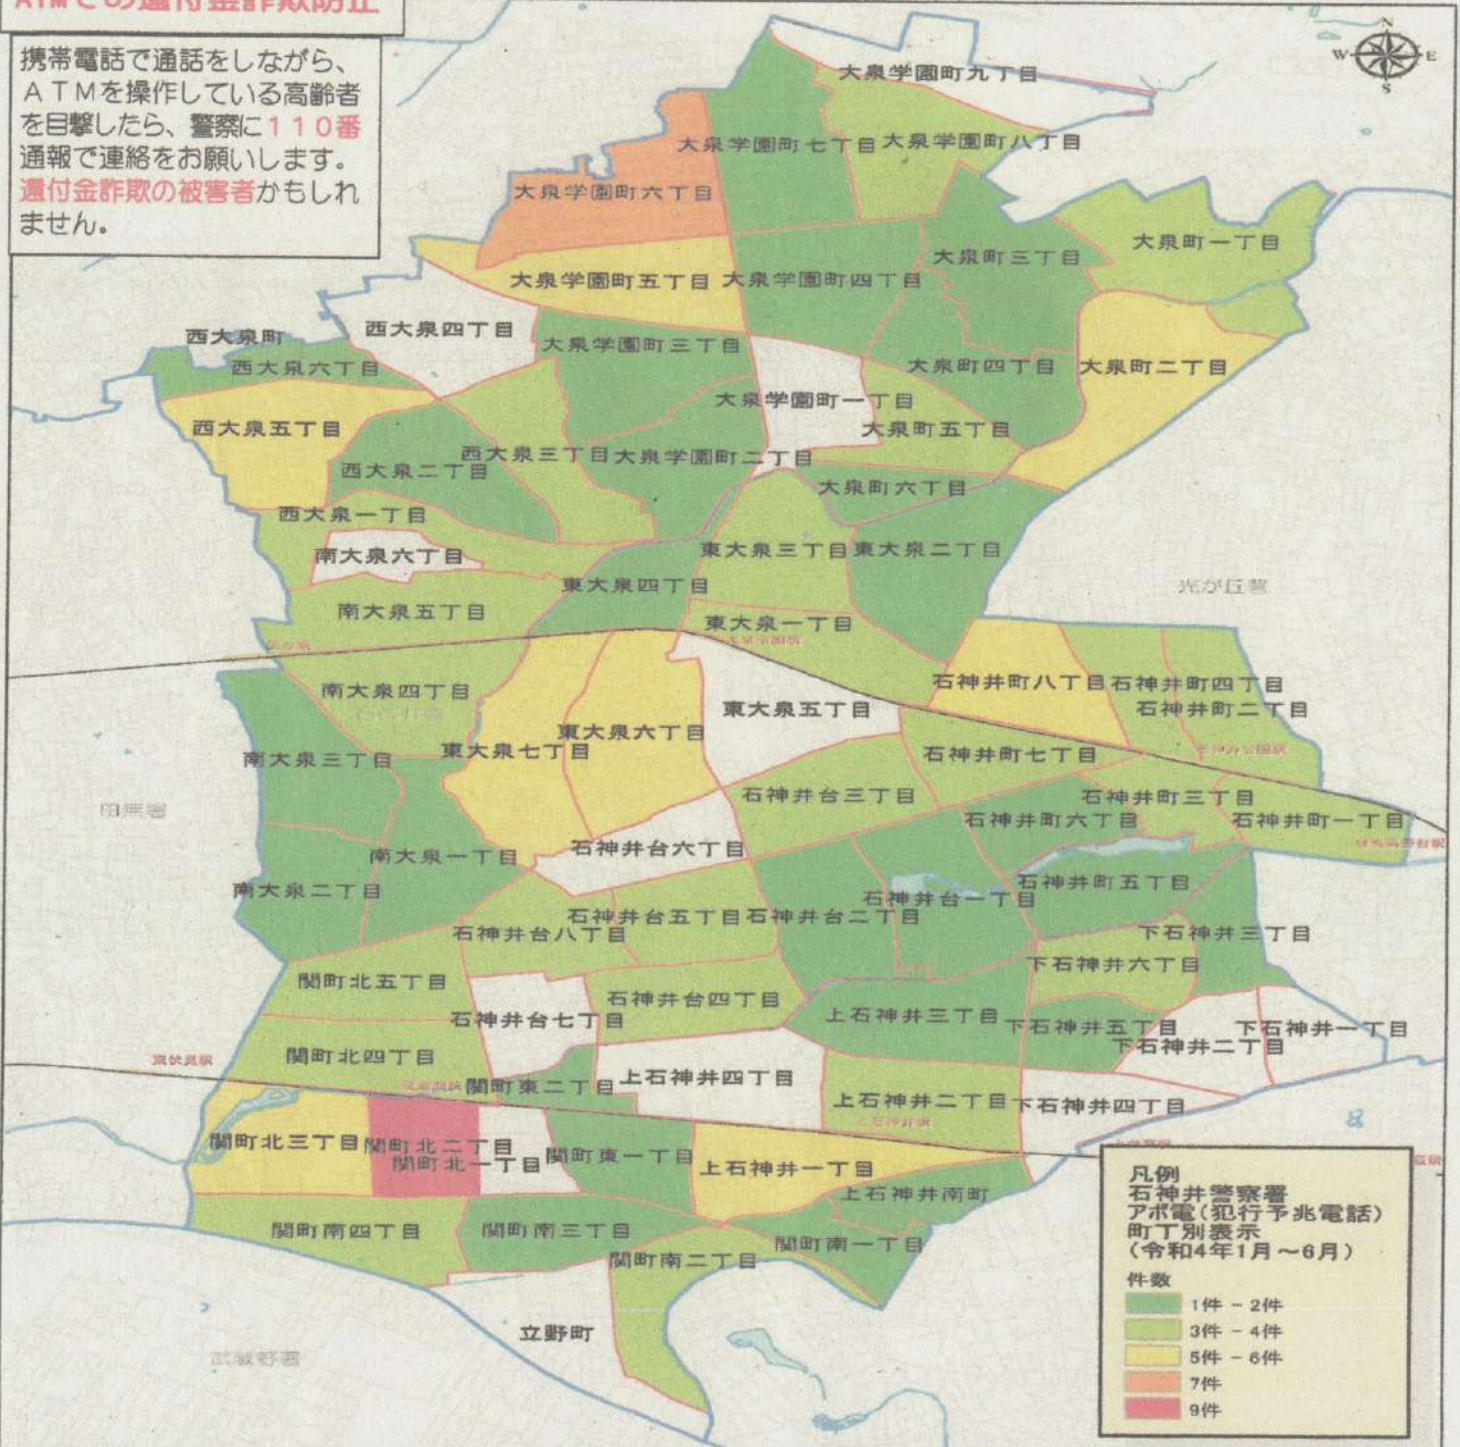 ATMでの還付金詐欺防止
携帯電話で通話をしながら、
ATMを操作している高齢者
を目撃したら、警察に110番
通報で連絡をお願いします。
還付金詐欺の被害者かもしれ
ません。
N
W E
S
大泉学園町九丁目
大泉学園町七丁目 大泉学園町八丁目
大泉学園町六丁目
大泉町三丁目 大泉町一丁目
大泉学園町五丁目 大泉学園町四丁目
西大泉町 西大泉四丁目 大泉学園町三丁目
西大泉六丁目 大泉町四丁目 大泉町二丁目
大泉学園町一丁目
西大泉五丁目 大泉町五丁目
西大泉二丁目 西大泉三丁目 大泉学園町二丁目
大泉町六丁目
西大泉一丁目
南大泉六丁目 東大泉三丁目 東大泉二丁目
東大泉四丁目 光が丘署
南大泉五丁目 東大泉一丁目
大泉学園駅
南大泉四丁目 石神井町八丁目 石神井町四丁目
東大泉五丁目 石神井町二丁目
東大泉六丁目
南大泉三丁目 東大泉七丁目 石神井町七丁目 石神井公園駅
田無署 石神井台三丁目 石神井町三丁目
石神井町六丁目 石神井町一丁目
南大泉一丁目 石神井台六丁目 練馬高野台駅
南大泉二丁目 石神井台一丁目 石神井町五丁目
石神井台八丁目 石神井台五丁目 石神井台二丁目
下石神井三丁目
関町北五丁目 下石神井六丁目
石神井台四丁目
石神井台七丁目 上石神井三丁目 下石神井五丁目 下石神井一丁目
東伏見駅 関町北四丁目 下石神井二丁目
関町東二丁目 上石神井四丁目
上石神井二丁目 下石神井四丁目
上石神井駅
関町北三丁目 関町北二丁目
関町北一丁目 関町東一丁目 上石神井一丁目
上石神井南町
関町南四丁目 関町南三丁目
関町南二丁目 関町南一丁目
立野町
武蔵野署
凡例
石神井警察署
アポ電(犯行予兆電話)
町丁別表示
(令和4年1月~6月)
件数
1件 - 2件
3件 - 4件
5件 - 6件
7件
9件